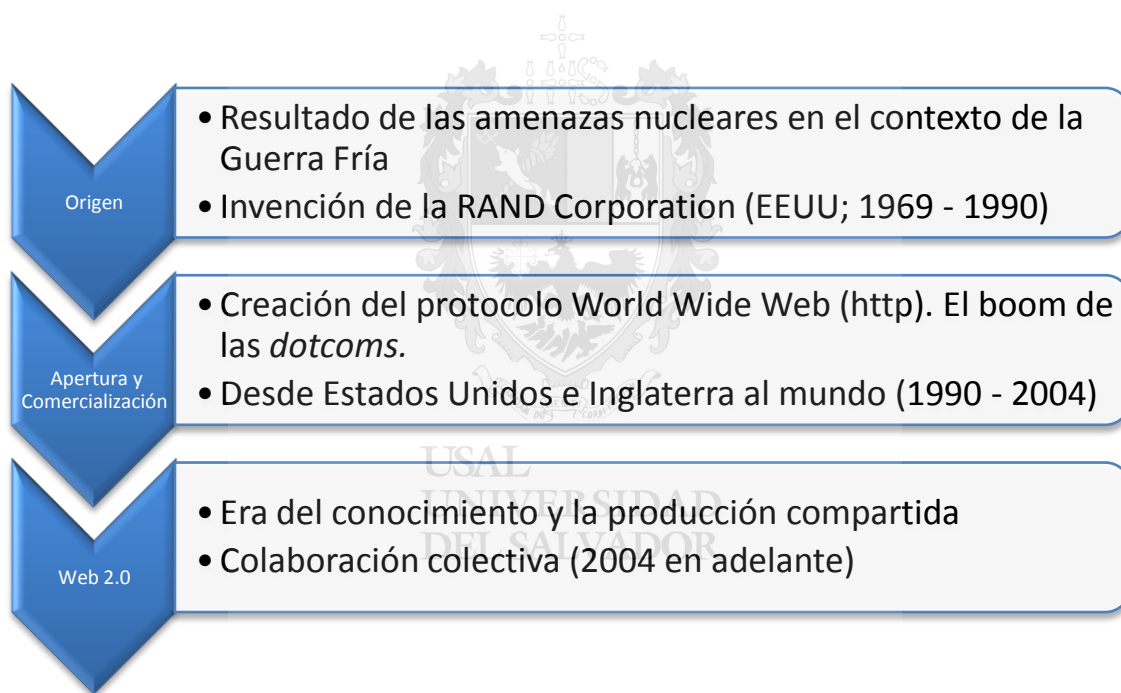 Origen
• Resultado de las amenazas nucleares en el contexto de la
Guerra Fría
• Invención de la RAND Corporation (EEUU; 1969 - 1990)
Apertura y
Comercialización
• Creación del protocolo World Wide Web (http). El boom de
las dotcoms.
• Desde Estados Unidos e Inglaterra al mundo (1990 - 2004)
Web 2.0
• Era del conocimiento y la producción compartida
• Colaboración colectiva (2004 en adelante)
USAL
UNIVERSIDAD
DEL SALVADOR